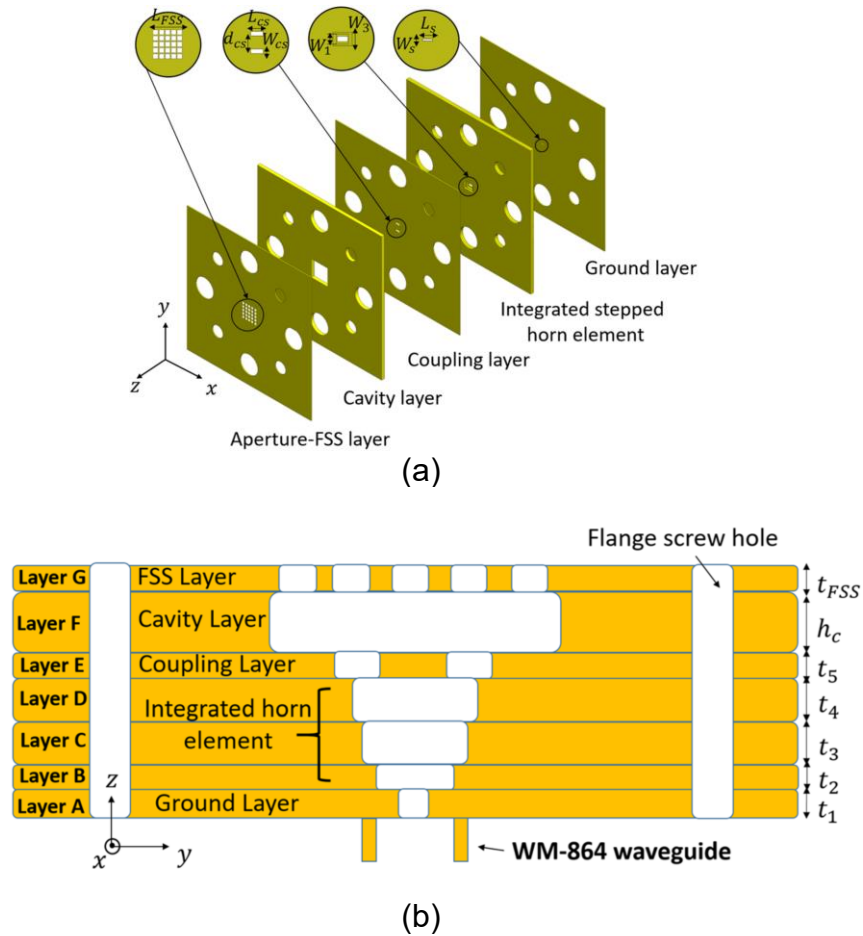 L_FSS
L_cs
d_cs
W_cs
W_1
W_3
L_s
W_s
Ground layer
Integrated stepped
horn element
Coupling layer
Cavity layer
Aperture-FSS layer
y
z
x
(a)
Flange screw hole
Layer G
FSS Layer
t_FSS
Layer F
Cavity Layer
h_c
Layer E
Coupling Layer
t_5
Layer D
Integrated horn
element
t_4
Layer C
t_3
Layer B
t_2
Layer A
Ground Layer
t_1
z
x
y
WM-864 waveguide
(b)